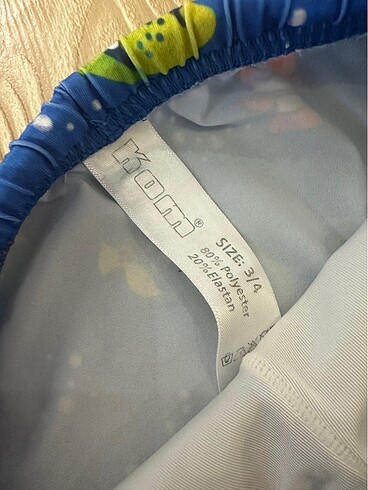 Kom®
SIZE: 3/4
80% Polyester
20% Elastan